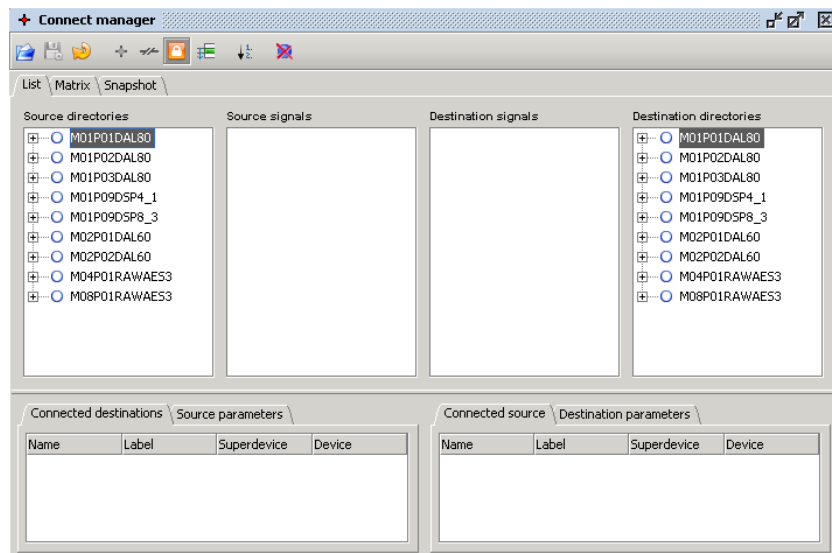 Connect manager
List Matrix Snapshot
Source directories Source signals Destination signals Destination directories
M01P01DAL80 M01P01DAL80
M01P02DAL80 M01P02DAL80
M01P03DAL80 M01P03DAL80
M01P09DSP4_1 M01P09DSP4_1
M01P09DSP8_3 M01P09DSP8_3
M02P01DAL60 M02P01DAL60
M02P02DAL60 M02P02DAL60
M04P01RAWAES3 M04P01RAWAES3
M08P01RAWAES3 M08P01RAWAES3
Connected destinations Source parameters Connected source Destination parameters
Name Label Superdevice Device Name Label Superdevice Device